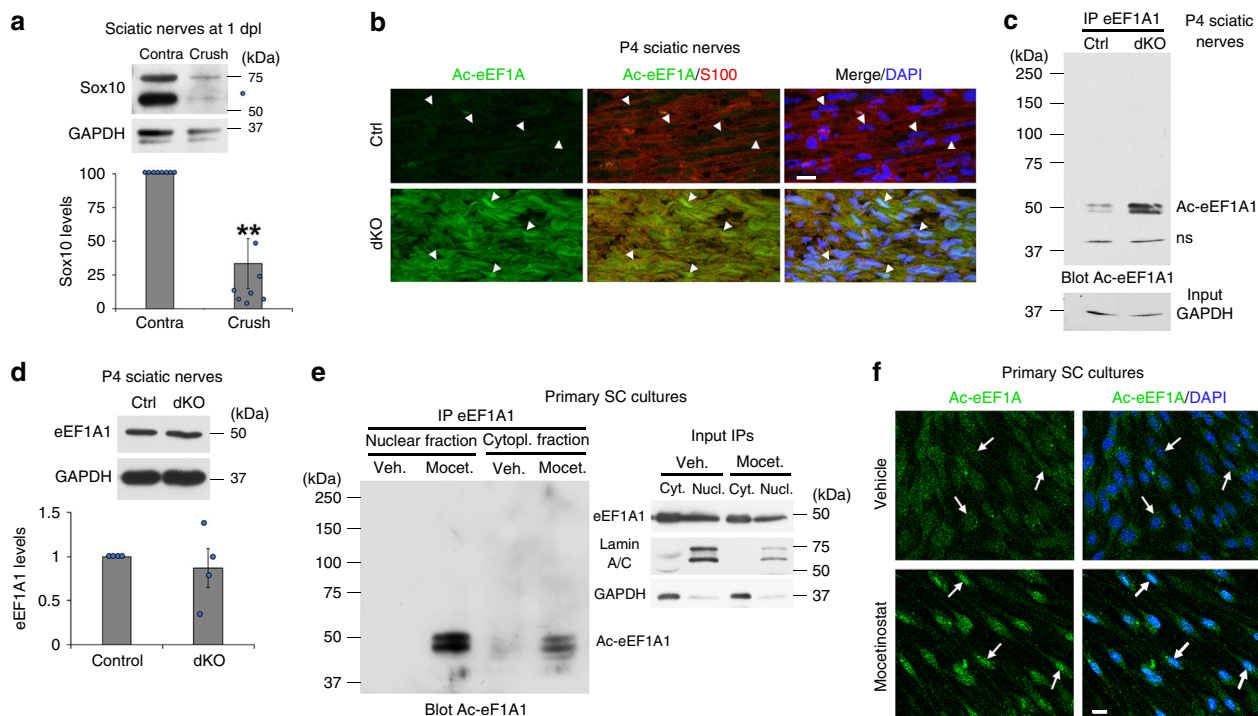 a
Sciatic nerves at 1 dpl
Contra Crush (kDa)
Sox10
75
50
GAPDH
37
Sox10 levels
100
75
50
25
0
**
Contra Crush
b
P4 sciatic nerves
Ac-eEF1A Ac-eEF1A/S100 Merge/DAPI
Ctrl
dKO
c
IP eEF1A1
Ctrl dKO
P4 sciatic
nerves
(kDa)
250
150
100
75
50
37
Ac-eEF1A1
ns
Blot Ac-eEF1A1
37
Input
GAPDH
d
P4 sciatic nerves
Ctrl dKO (kDa)
eEF1A1 50
GAPDH 37
eEF1A1 levels
1.5
1
0.5
0
Control dKO
e
Primary SC cultures
IP eEF1A1
Nuclear fraction Cytopl. fraction
Veh. Mocet. Veh. Mocet.
(kDa)
250
150
100
75
50
37
Ac-eEF1A1
Blot Ac-eF1A1
Input IPs
Veh. Mocet.
Cyt. Nucl. Cyt. Nucl. (kDa)
eEF1A1 50
Lamin
A/C
75
50
GAPDH 37
f
Primary SC cultures
Ac-eEF1A Ac-eEF1A/DAPI
Vehicle
Mocetinostat